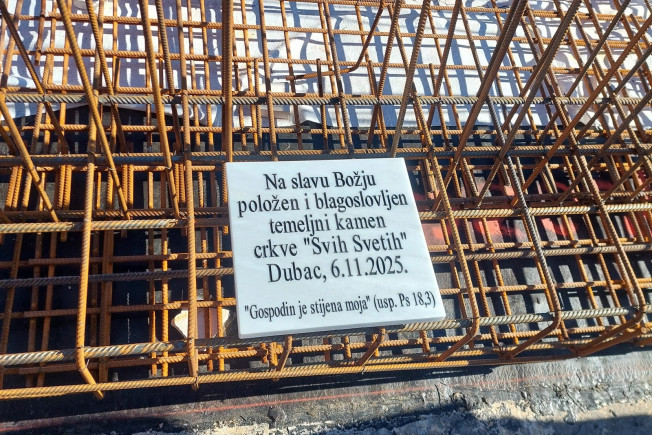 Na slavu Božju
položen i blagoslovljen
temeljni kamen
crkve "Svih Svetih"
Dubac, 6.11.2025.
"Gospodin je stijena moja" (usp. Ps 18,3)